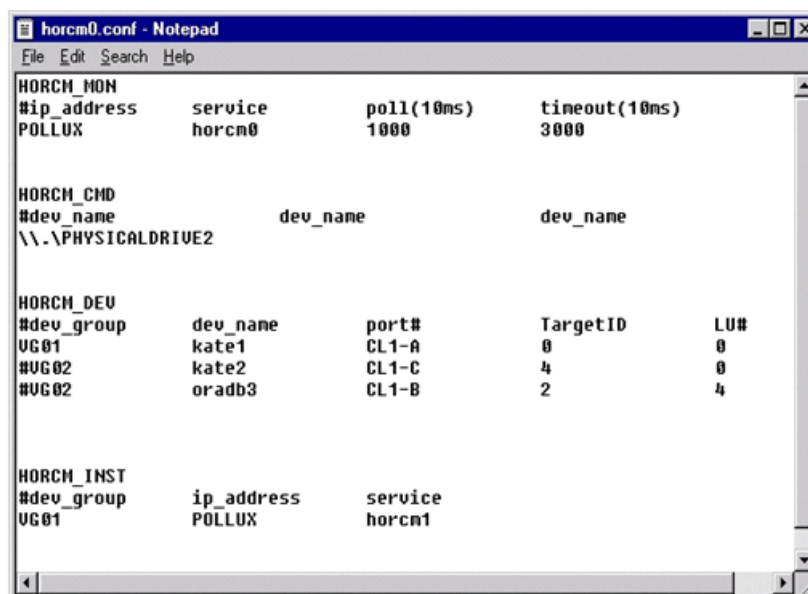 horcm0.conf - Notepad
File Edit Search Help
HORCM_MON
#ip_address service poll(10ms) timeout(10ms)
POLLUX horcm0 1000 3000
HORCM_CMD
#dev_name dev_name dev_name
\\.\PHYSICALDRIVE2
HORCM_DEV
#dev_group dev_name port# TargetID LU#
VG01 kate1 CL1-A 0 0
#VG02 kate2 CL1-C 4 0
#VG02 oradb3 CL1-B 2 4
HORCM_INST
#dev_group ip_address service
VG01 POLLUX horcm1